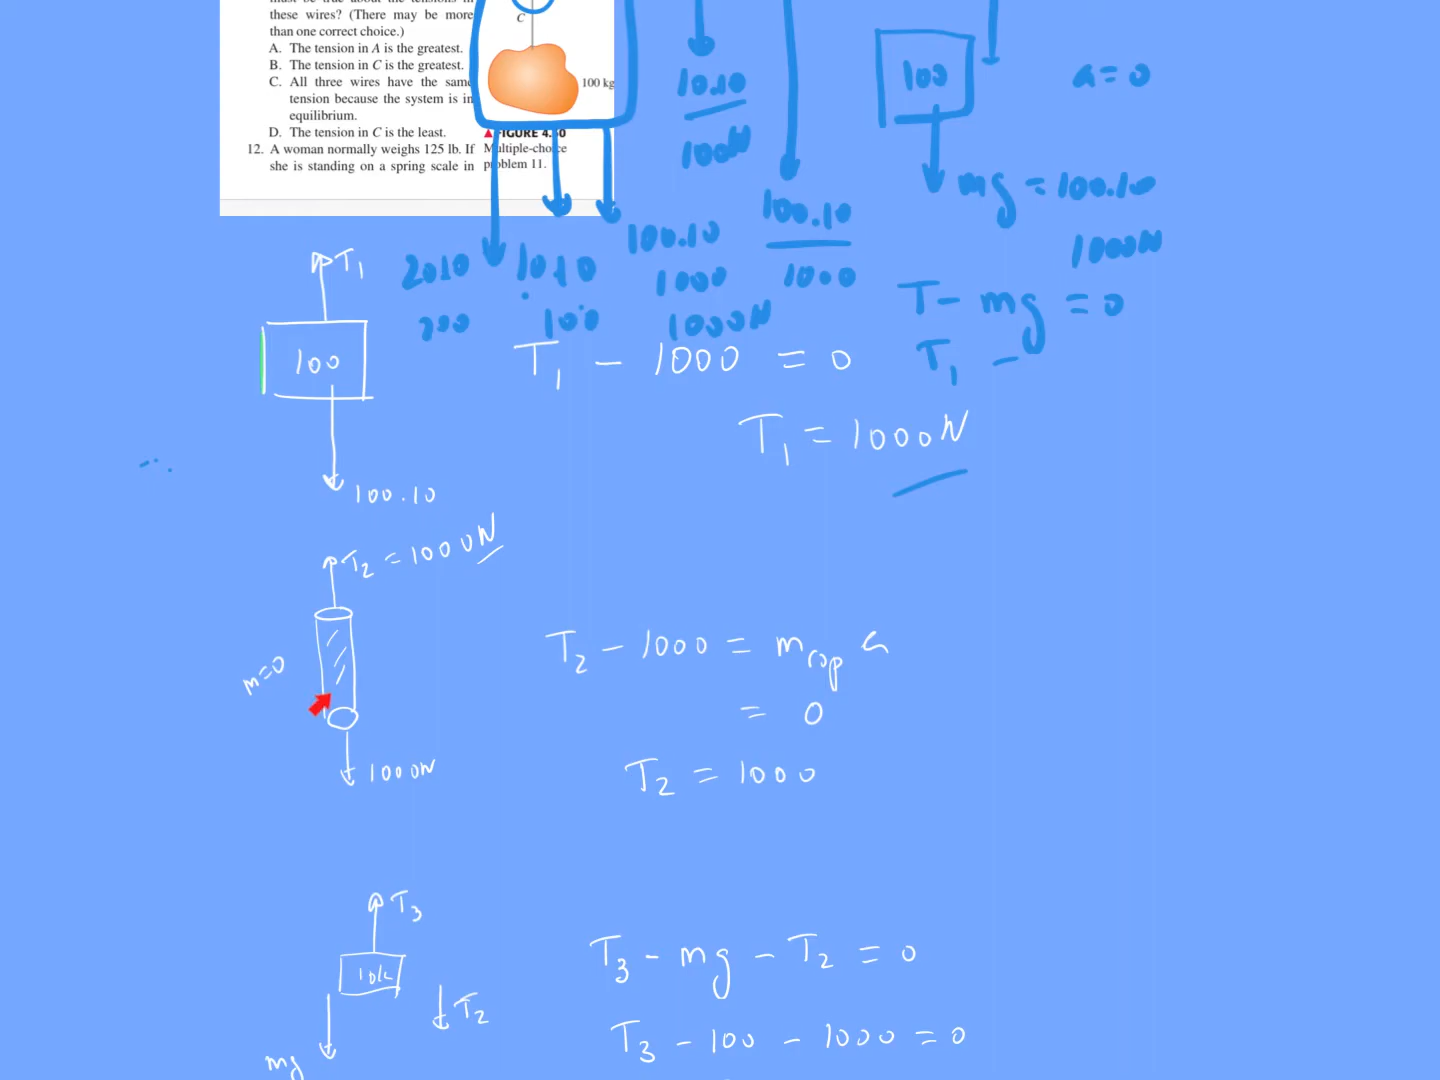 these wires? (There may be more
than one correct choice.)
A. The tension in A is the greatest.
B. The tension in C is the greatest.
C. All three wires have the same
tension because the system is in
equilibrium.
D. The tension in C is the least.
12. A woman normally weighs 125 lb. If
she is standing on a spring scale in
C
100 kg
Multiple-choice
problem 11.
10.10
100N
100
a = 0
mg = 100.10
1000N
100.10
1000
T - mg = 0
T1 -
2010
200
1010
100
100.10
1000
1000N
T1
100
100.10
T1 - 1000 = 0
T1 = 1000N
T2 = 1000N
m=0
1000N
T2 - 1000 = mrop a
= 0
T2 = 1000
T3
10k
T2
mg
T3 - mg - T2 = 0
T3 - 100 - 1000 = 0